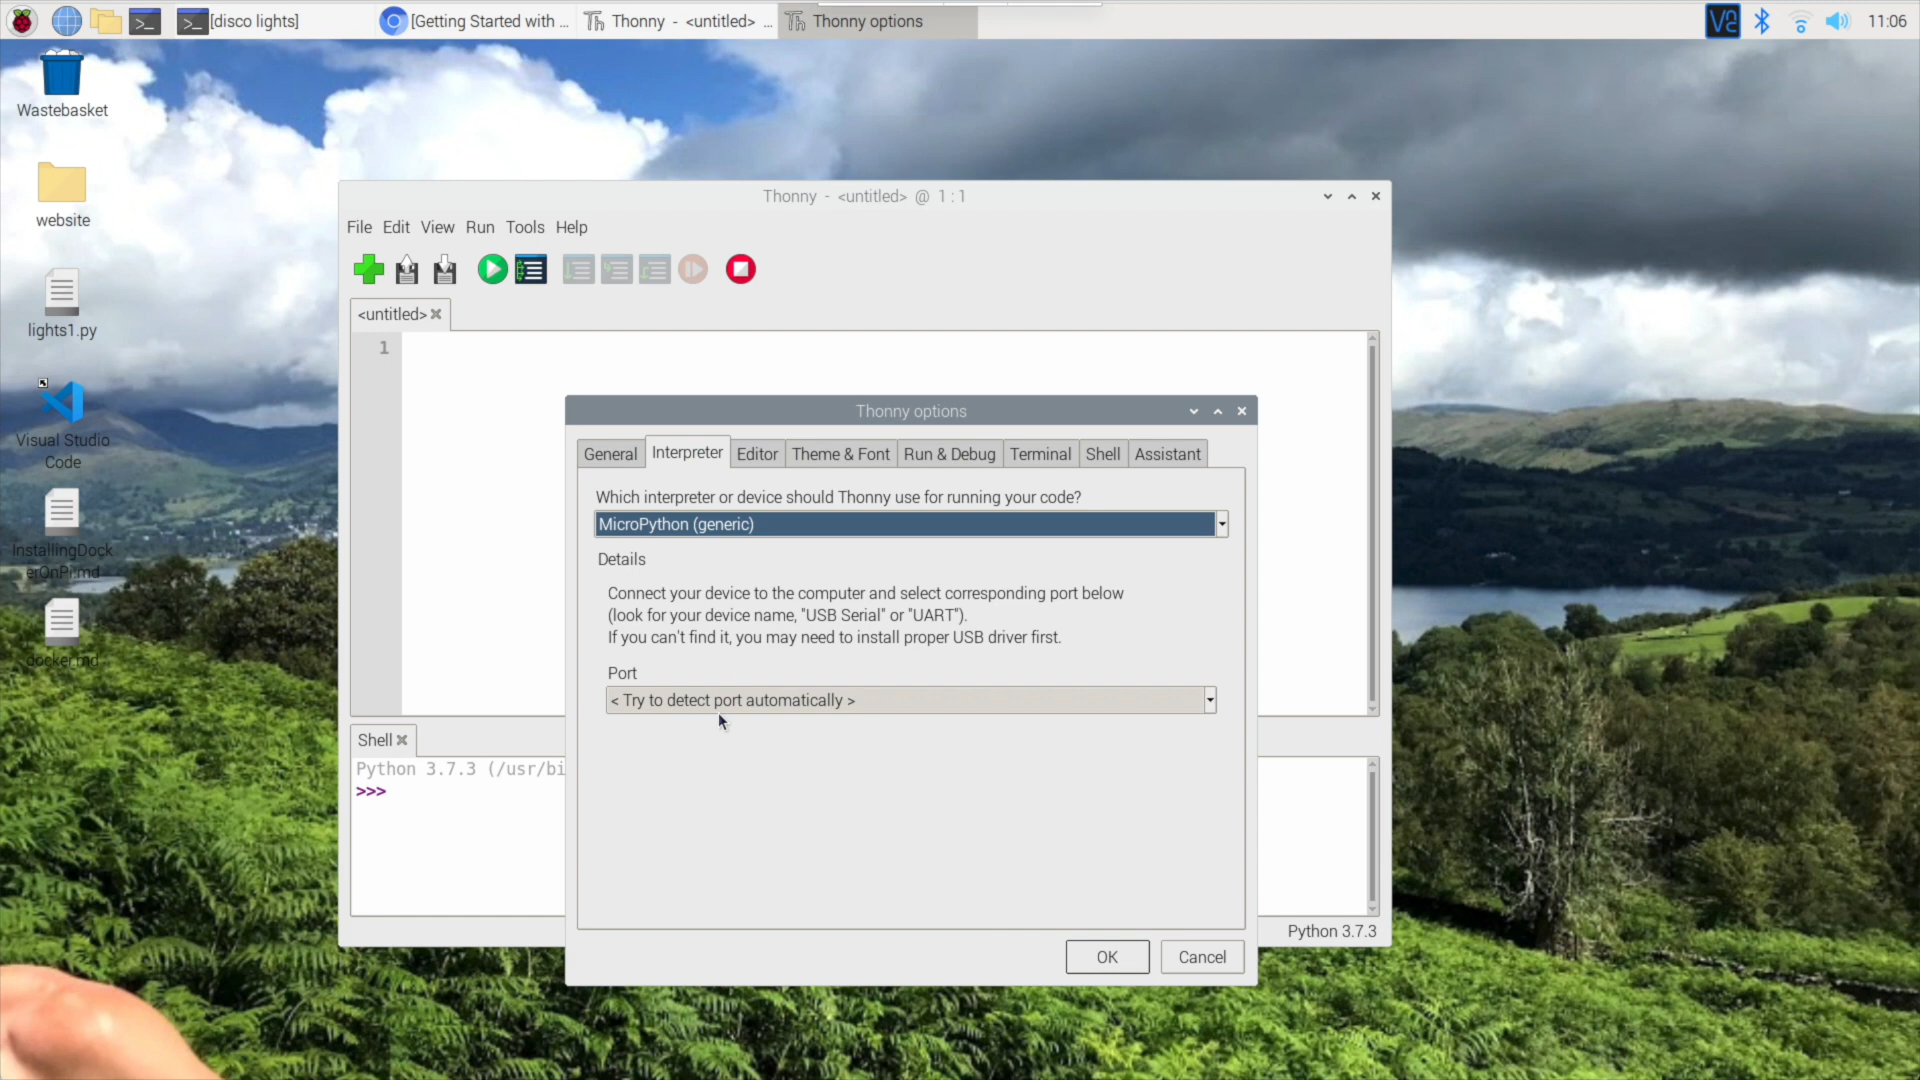 [disco lights]
[Getting Started with ...
Thonny - <untitled> ...
Thonny options
11:06
Wastebasket
website
lights1.py
Visual Studio
Code
InstallingDock
erOnPi.md
docker.md
Thonny - <untitled> @ 1 : 1
File Edit View Run Tools Help
<untitled>
1
Thonny options
General Interpreter Editor Theme & Font Run & Debug Terminal Shell Assistant
Which interpreter or device should Thonny use for running your code?
MicroPython (generic)
Details
Connect your device to the computer and select corresponding port below
(look for your device name, "USB Serial" or "UART").
If you can't find it, you may need to install proper USB driver first.
Port
< Try to detect port automatically >
OK
Cancel
Shell
Python 3.7.3 (/usr/bi
>>>
Python 3.7.3